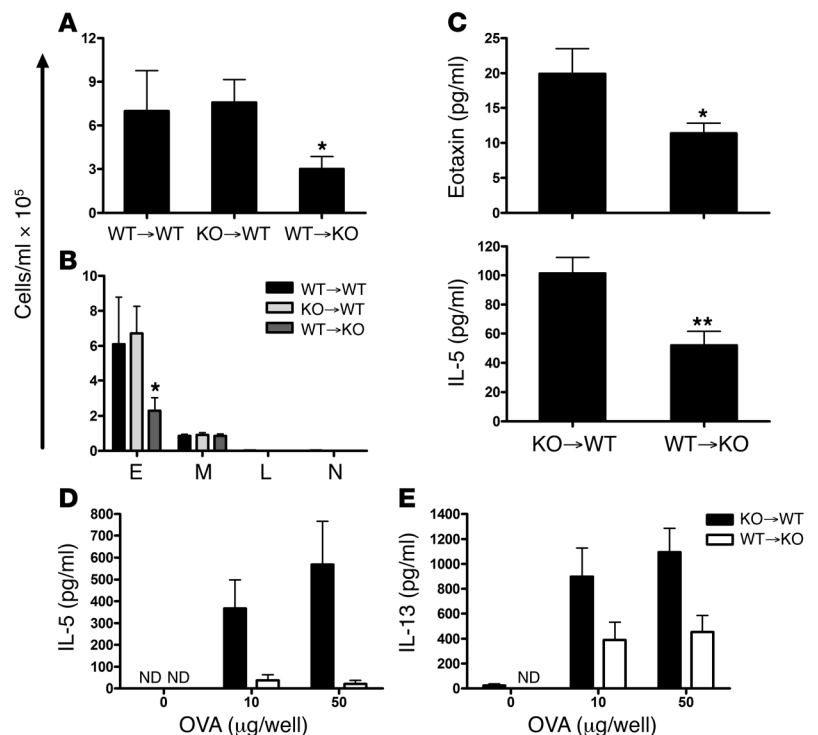 A
12
9
6
3
0
*
WT→WT KO→WT WT→KO
Cells/ml × 10⁵
B
10
8
6
4
2
0
WT→WT
KO→WT
WT→KO
*
E M L N
C
Eotaxin (pg/ml)
25
20
15
10
5
0
*
IL-5 (pg/ml)
120
100
80
60
40
20
0
**
KO→WT WT→KO
D
IL-5 (pg/ml)
800
700
600
500
400
300
200
100
0
ND ND
0 10 50
OVA (μg/well)
E
IL-13 (pg/ml)
1400
1200
1000
800
600
400
200
0
KO→WT
WT→KO
ND
0 10 50
OVA (μg/well)